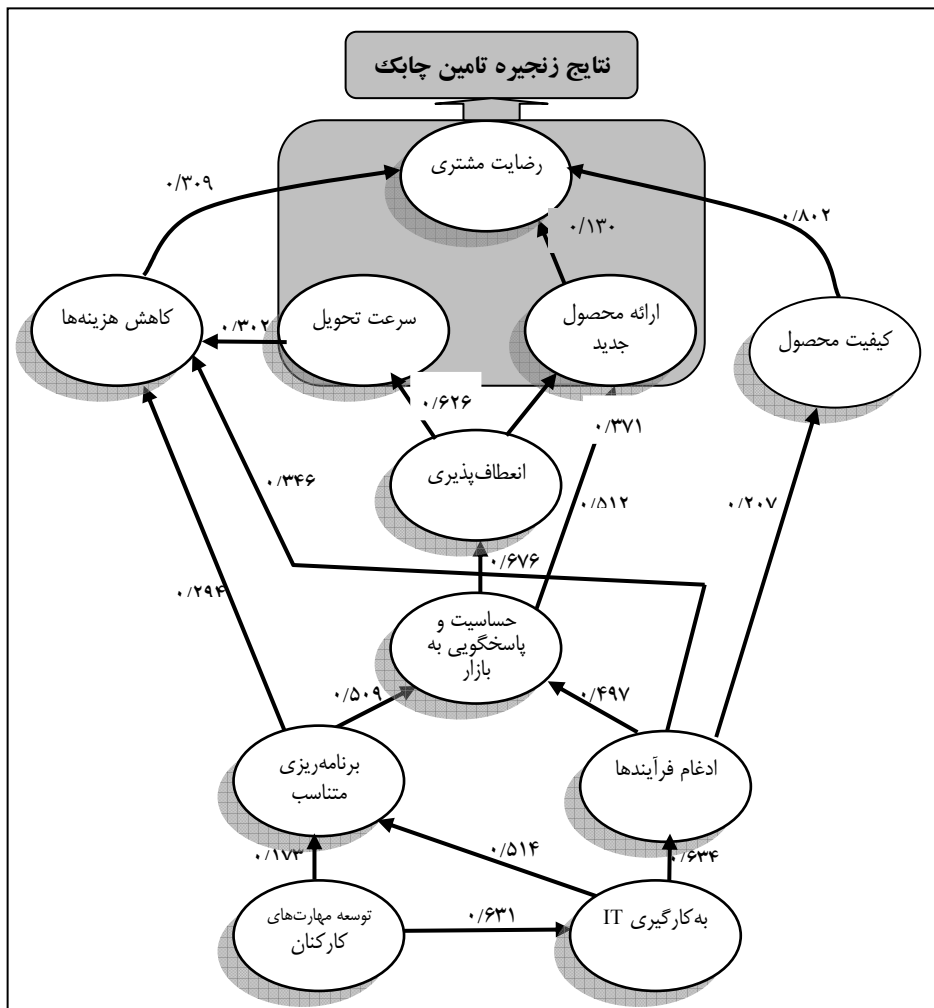 نتایج زنجیره تامین چابک
رضایت مشتری
۰/۳۰۹
۰/۸۰۲
۰/۱۳۰
کاهش هزینه‌ها
۰/۳۰۲
سرعت تحویل
ارائه محصول
جدید
کیفیت محصول
۰/۶۲۶
۰/۳۷۱
انعطاف‌پذیری
۰/۳۴۶
۰/۵۱۲
۰/۲۰۷
۰/۶۷۶
۰/۲۹۴
حساسیت و
پاسخگویی به
بازار
۰/۵۰۹
۰/۴۹۷
برنامه‌ریزی
متناسب
ادغام فرآیندها
۰/۱۷۳
۰/۵۱۴
۰/۶۳۴
توسعه مهارت‌های
کارکنان
۰/۶۳۱
به‌کارگیری IT